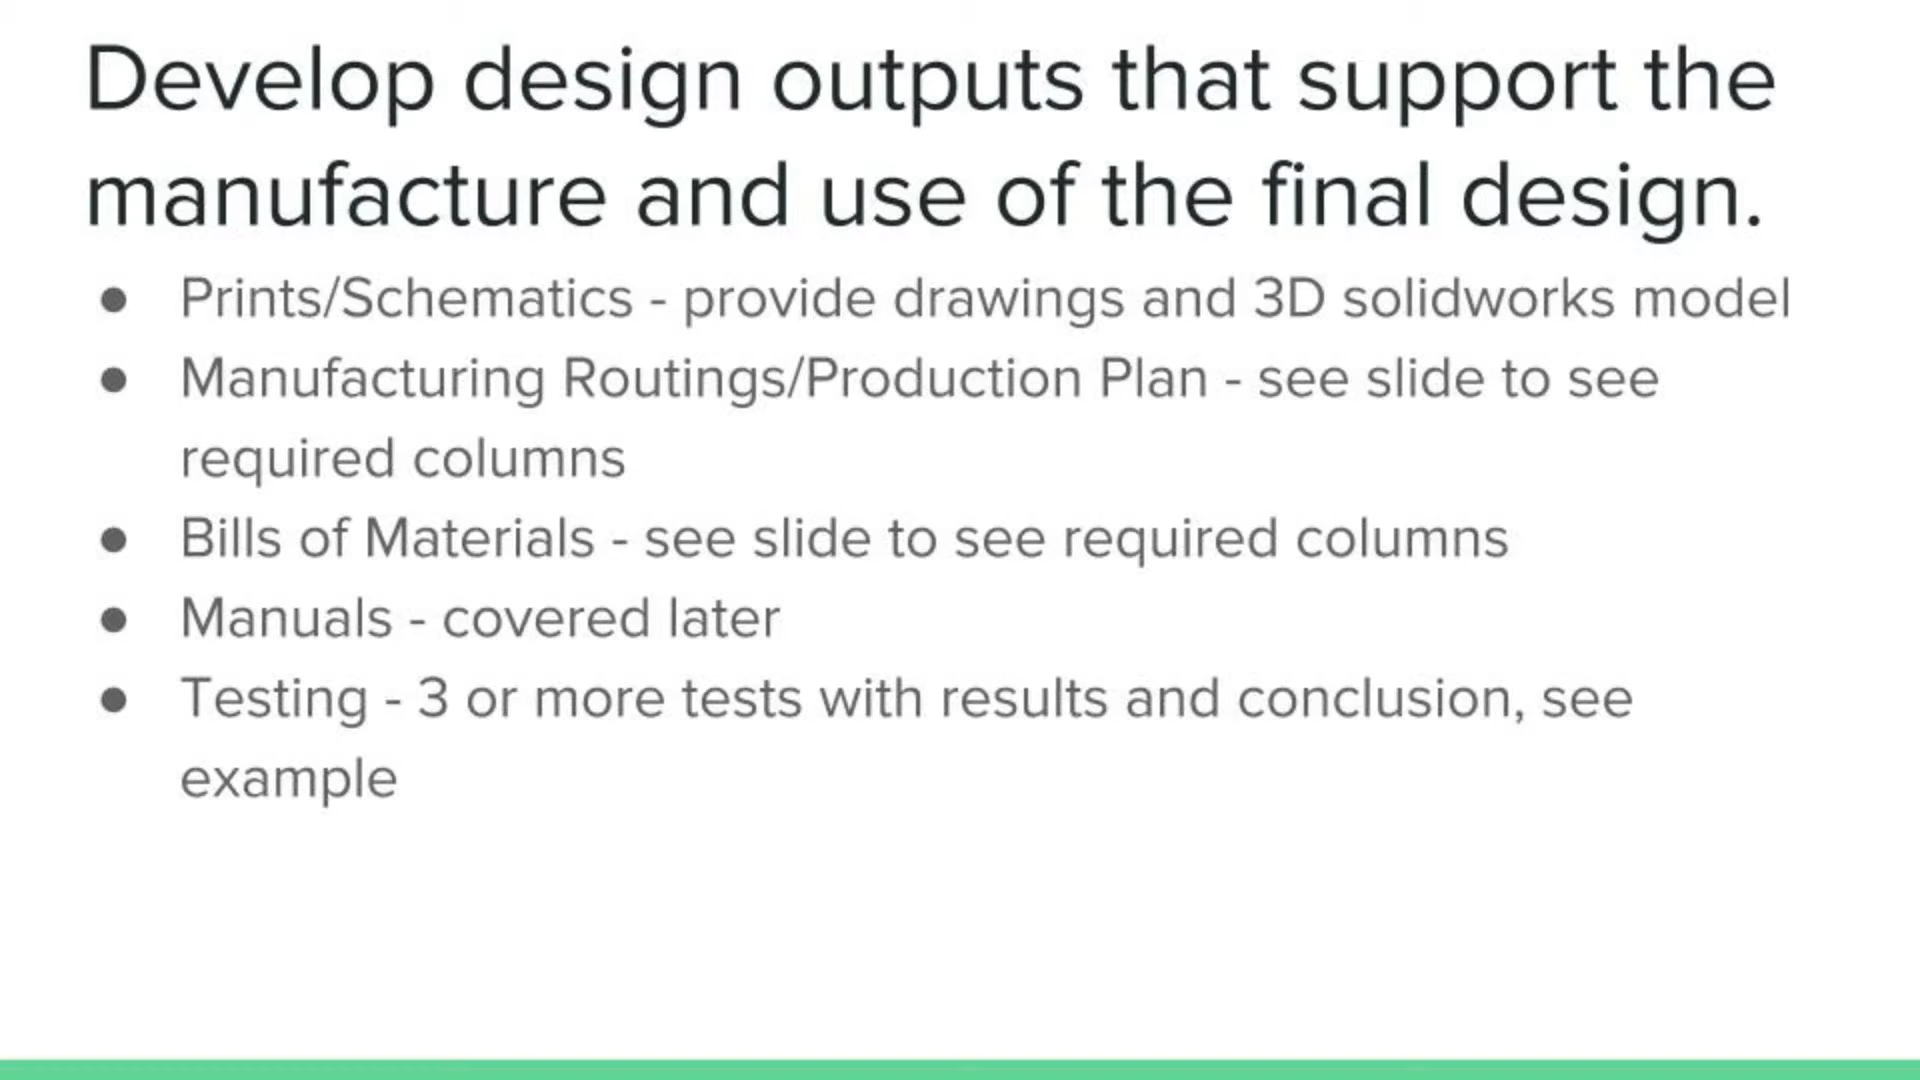 Develop design outputs that support the
manufacture and use of the final design.
● Prints/Schematics - provide drawings and 3D solidworks model
● Manufacturing Routings/Production Plan - see slide to see
required columns
● Bills of Materials - see slide to see required columns
● Manuals - covered later
● Testing - 3 or more tests with results and conclusion, see
example